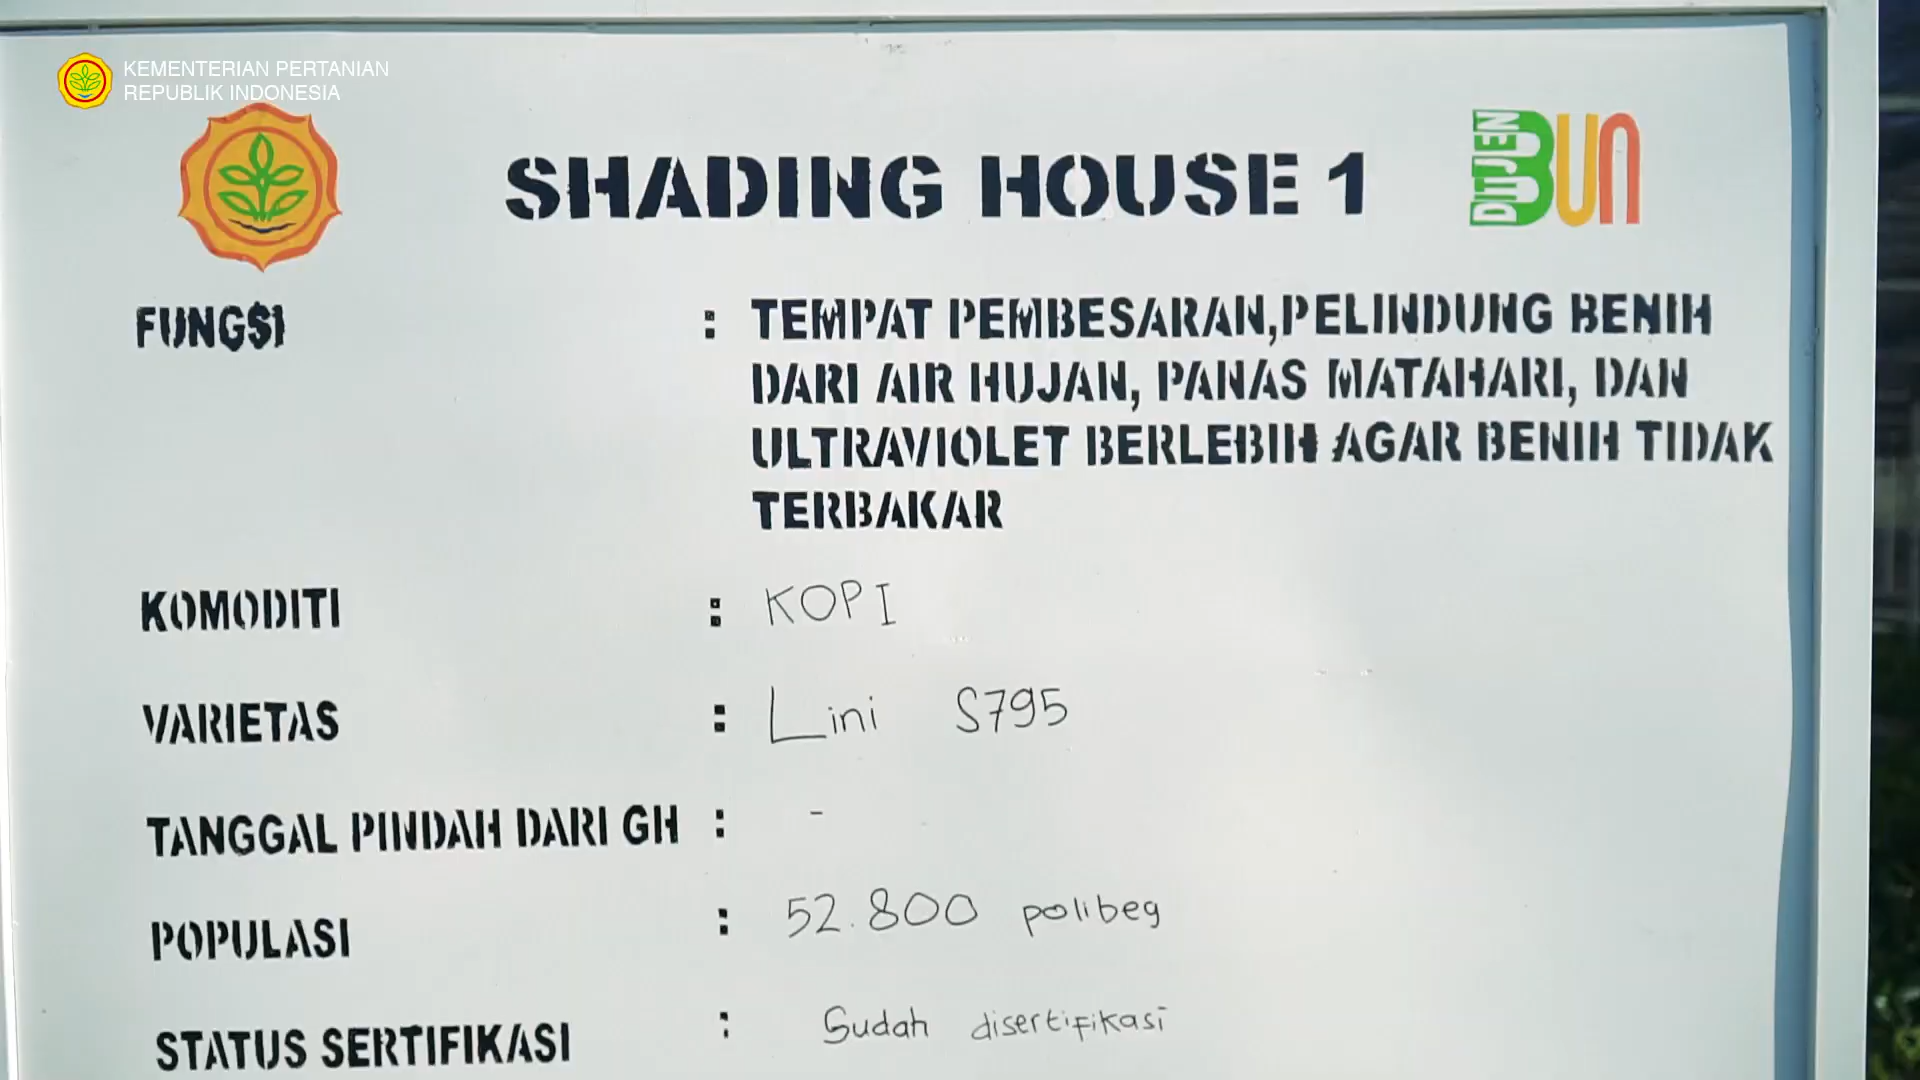 KEMENTERIAN PERTANIAN
REPUBLIK INDONESIA
SHADING HOUSE 1
DITJEN BUN
FUNGSI : TEMPAT PEMBESARAN,PELINDUNG BENIH
DARI AIR HUJAN, PANAS MATAHARI, DAN
ULTRAVIOLET BERLEBIH AGAR BENIH TIDAK
TERBAKAR
KOMODITI : KOPI
VARIETAS : Lini S795
TANGGAL PINDAH DARI GH : -
POPULASI : 52.800 polibeg
STATUS SERTIFIKASI : Sudah disertifikasi